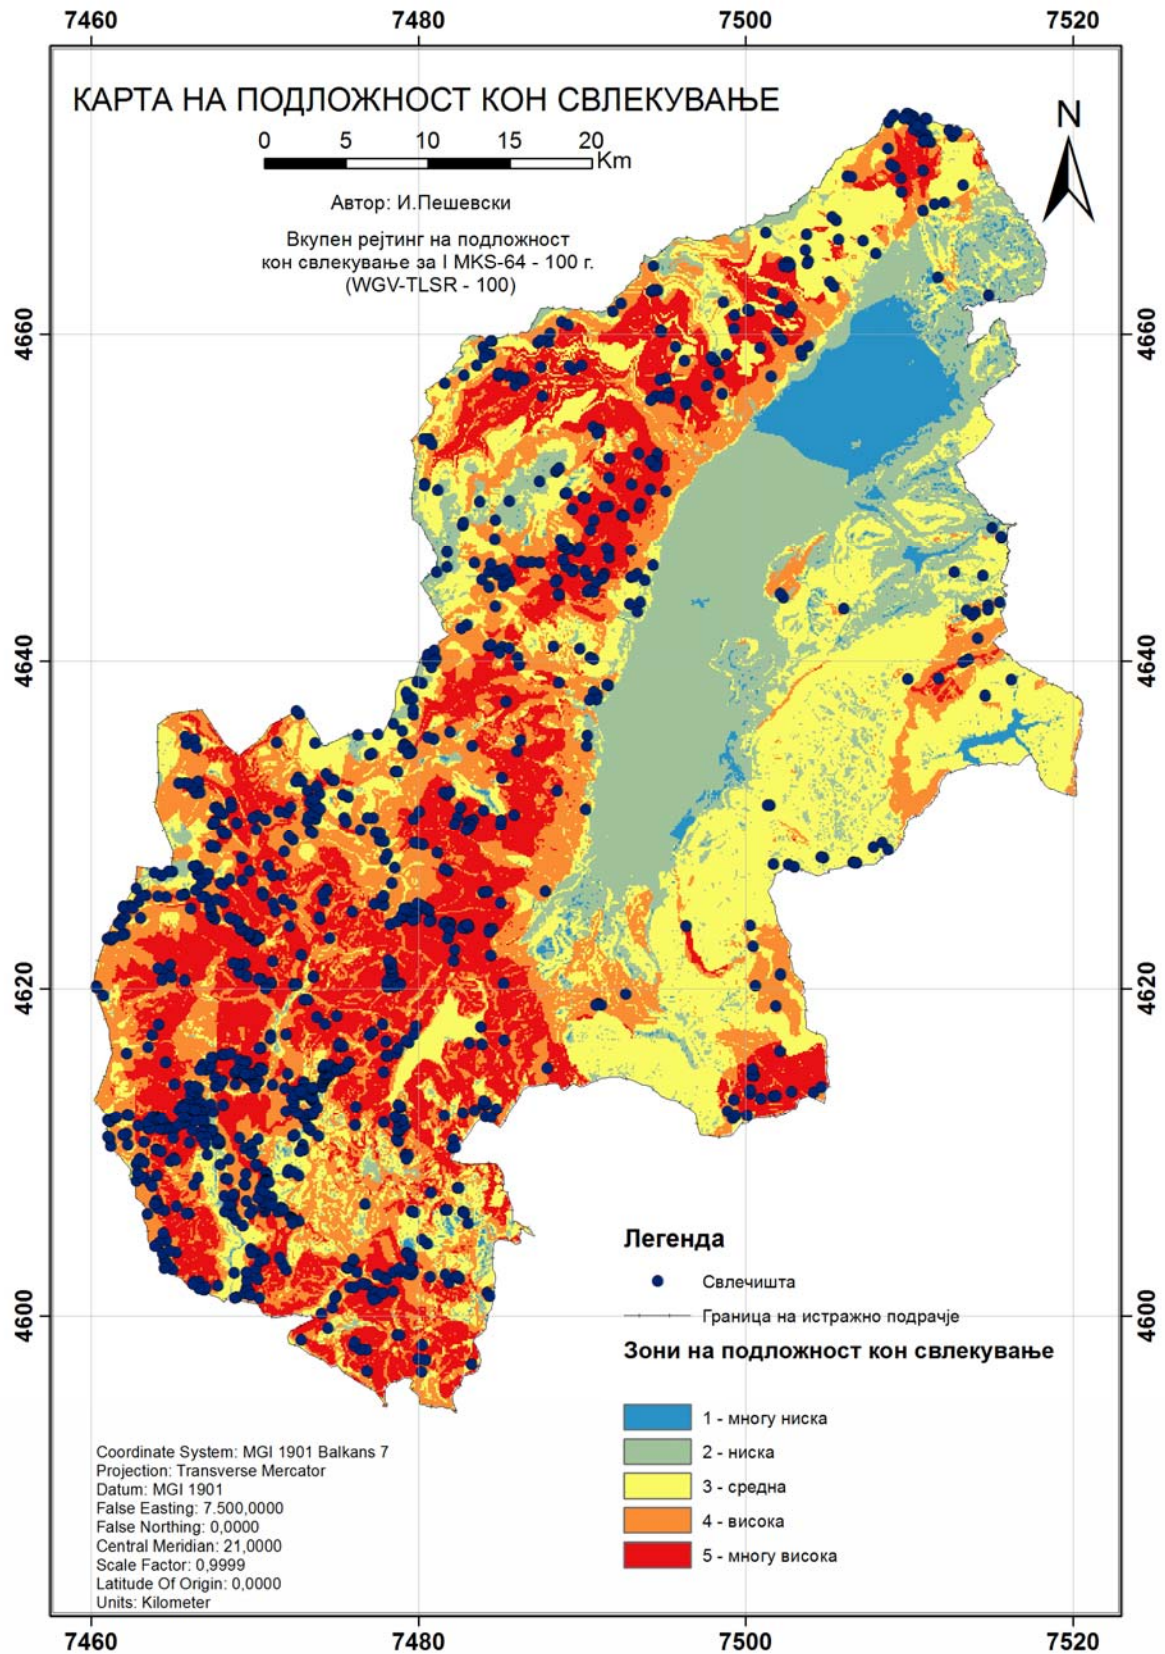 7460 7480 7500 7520
КАРТА НА ПОДЛОЖНОСТ КОН СВЛЕКУВАЊЕ
N
0 5 10 15 20
Km
Автор: И.Пешевски
Вкупен рејтинг на подложност
кон свлекување за I MKS-64 - 100 г.
(WGV-TLSR - 100)
4660 4660
4640 4640
4620 4620
4600 4600
Легенда
Свлечишта
Граница на истражно подрачје
Зони на подложност кон свлекување
1 - многу ниска
2 - ниска
3 - средна
4 - висока
5 - многу висока
Coordinate System: MGI 1901 Balkans 7
Projection: Transverse Mercator
Datum: MGI 1901
False Easting: 7.500,0000
False Northing: 0,0000
Central Meridian: 21,0000
Scale Factor: 0,9999
Latitude Of Origin: 0,0000
Units: Kilometer
7460 7480 7500 7520